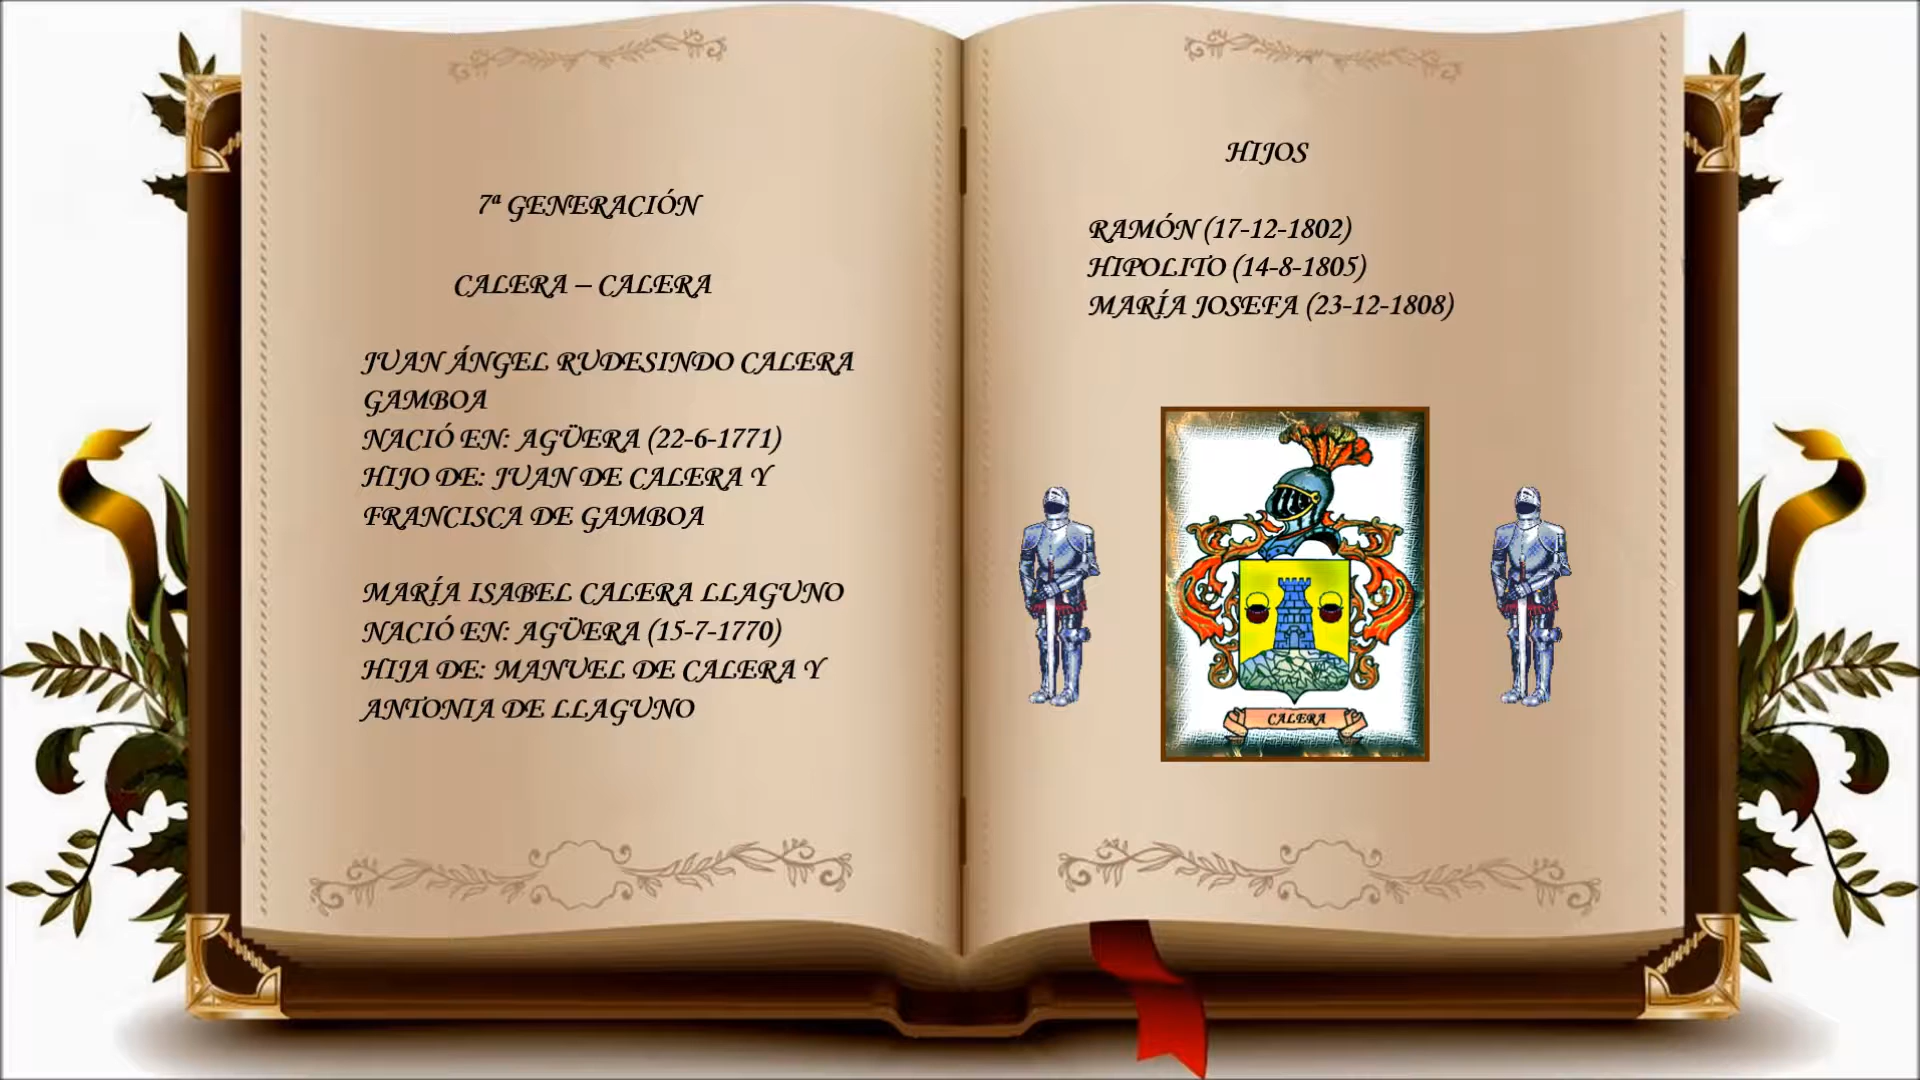 7ª GENERACIÓN
CALERA – CALERA
JUAN ÁNGEL RUDESINDO CALERA
GAMBOA
NACIÓ EN: AGÜERA (22-6-1771)
HIJO DE: JUAN DE CALERA Y
FRANCISCA DE GAMBOA
MARÍA ISABEL CALERA LLAGUNO
NACIÓ EN: AGÜERA (15-7-1770)
HIJA DE: MANUEL DE CALERA Y
ANTONIA DE LLAGUNO
HIJOS
RAMÓN (17-12-1802)
HIPOLITO (14-8-1805)
MARÍA JOSEFA (23-12-1808)
CALERA